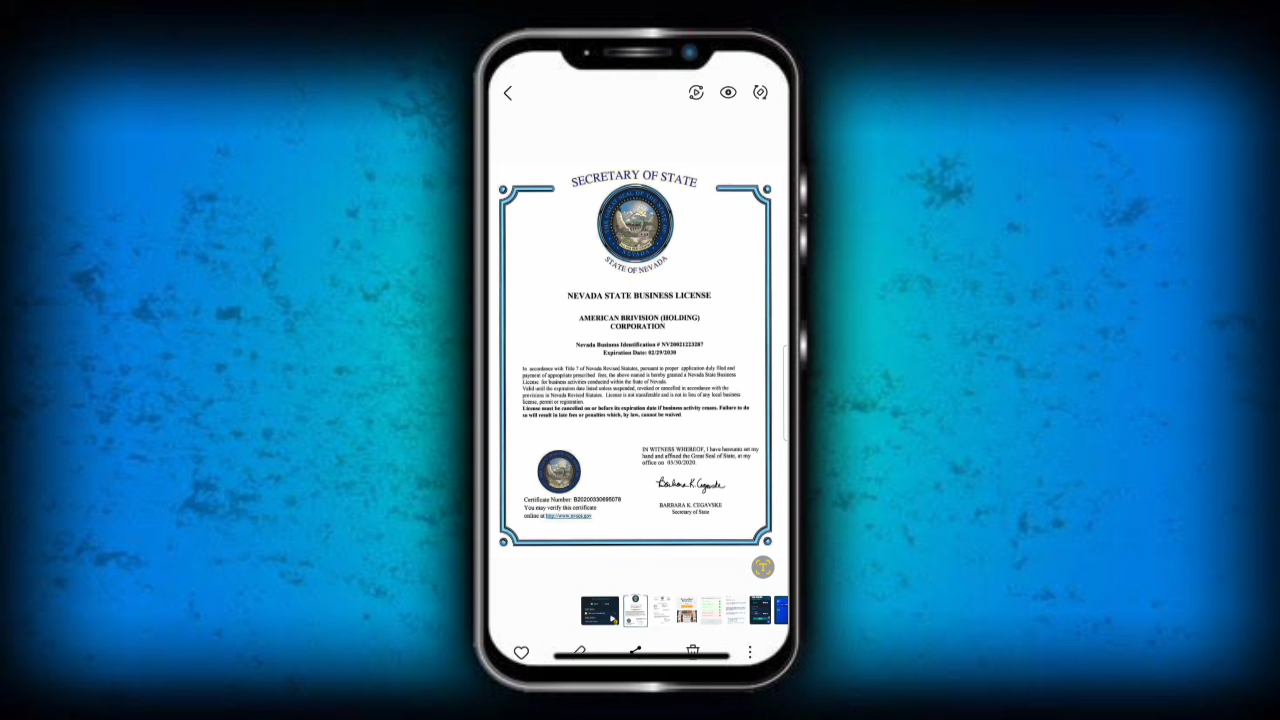 SECRETARY OF STATE
STATE OF NEVADA
NEVADA STATE BUSINESS LICENSE
AMERICAN BRIVISION (HOLDING)
CORPORATION
Nevada Business Identification # NV20021223287
Expiration Date: 02/29/2030
In accordance with Title 7 of Nevada Revised Statutes, pursuant to proper application duly filed and
payment of appropriate prescribed fees, the above named is hereby granted a Nevada State Business
License for business activities conducted within the State of Nevada.
Valid until the expiration date listed unless suspended, revoked or cancelled in accordance with the
provisions in Nevada Revised Statutes. License is not transferable and is not in lieu of any local business
license, permit or registration.
License must be cancelled on or before its expiration date if business activity ceases. Failure to do
so will result in late fees or penalties which, by law, cannot be waived.
IN WITNESS WHEREOF, I have hereunto set my
hand and affixed the Great Seal of State, at my
office on 03/30/2020.
Barbara K. Cegavske
BARBARA K. CEGAVSKE
Secretary of State
Certificate Number: B20200330695078
You may verify this certificate
online at http://www.nvsos.gov
T